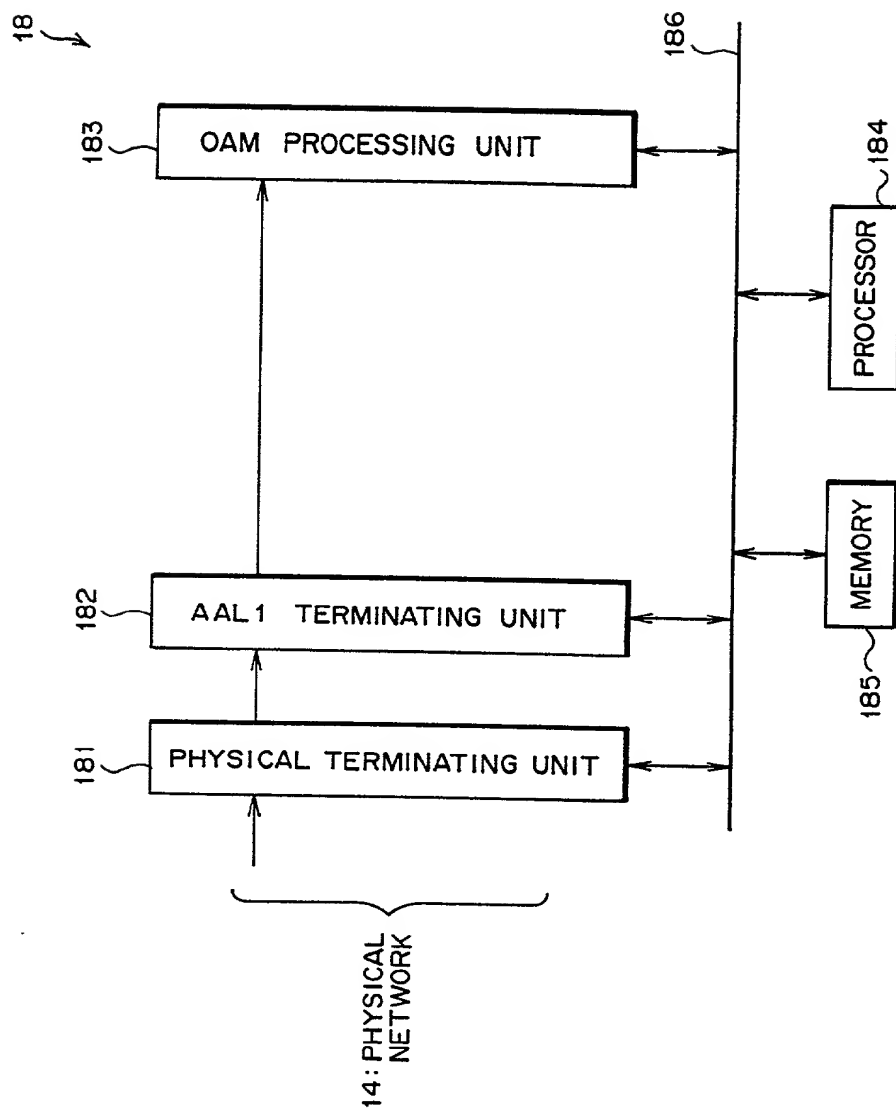 18
183
OAM PROCESSING UNIT
186
184
PROCESSOR
182
AAL1 TERMINATING UNIT
MEMORY
185
181
PHYSICAL TERMINATING UNIT
14: PHYSICAL
NETWORK